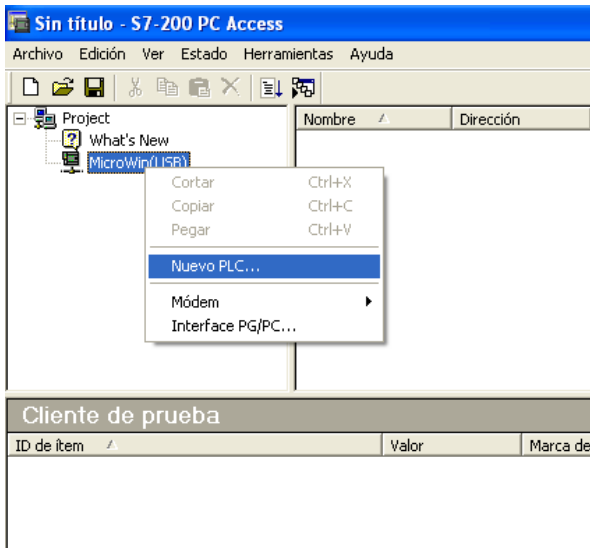 Sin título - S7-200 PC Access
Archivo Edición Ver Estado Herramientas Ayuda
Project
What's New
MicroWin(USB)
Nombre Dirección
Cortar Ctrl+X
Copiar Ctrl+C
Pegar Ctrl+V
Nuevo PLC...
Módem
Interface PG/PC...
Cliente de prueba
ID de ítem Valor Marca de